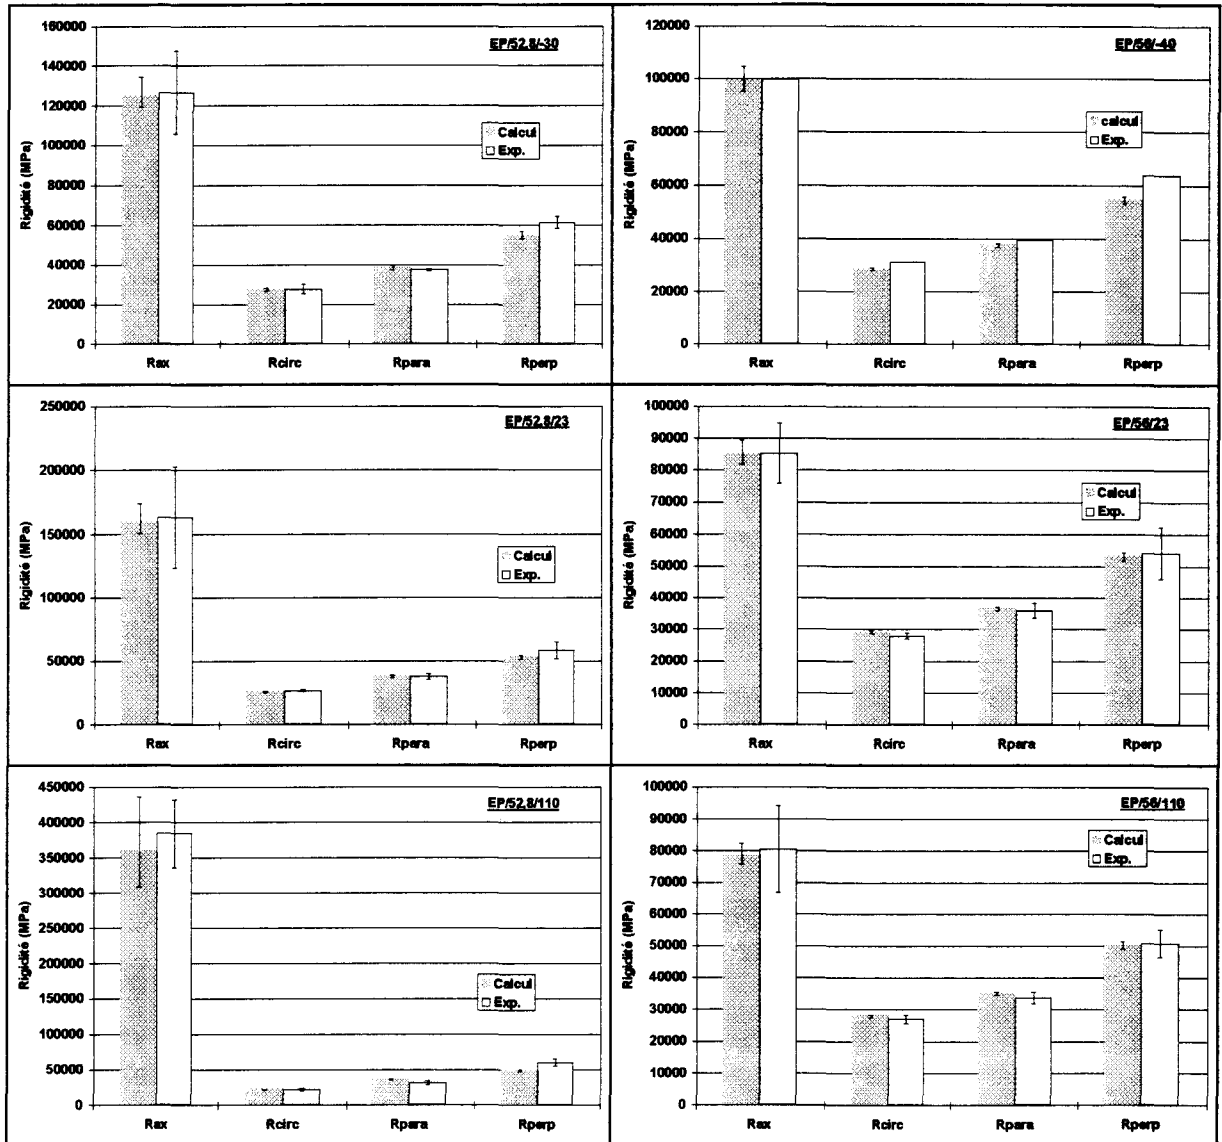 EP/52,8/-30
Rigidité (MPa)
160000
140000
120000
100000
80000
60000
40000
20000
0
Calcul
Exp.
Rax Rcirc Rpara Rperp
EP/56/-40
120000
100000
80000
60000
40000
20000
0
calcul
Exp.
Rax Rcirc Rpara Rperp
EP/52,8/23
Rigidité (MPa)
250000
200000
150000
100000
50000
0
Calcul
Exp.
Rax Rcirc Rpara Rperp
EP/56/23
Rigidité (MPa)
100000
90000
80000
70000
60000
50000
40000
30000
20000
10000
0
Calcul
Exp.
Rax Rcirc Rpara Rperp
EP/52,8/110
Rigidité (MPa)
450000
400000
350000
300000
250000
200000
150000
100000
50000
0
Calcul
Exp.
Rax Rcirc Rpara Rperp
EP/56/110
Rigidité (MPa)
100000
90000
80000
70000
60000
50000
40000
30000
20000
10000
0
Calcul
Exp.
Rax Rcirc Rpara Rperp